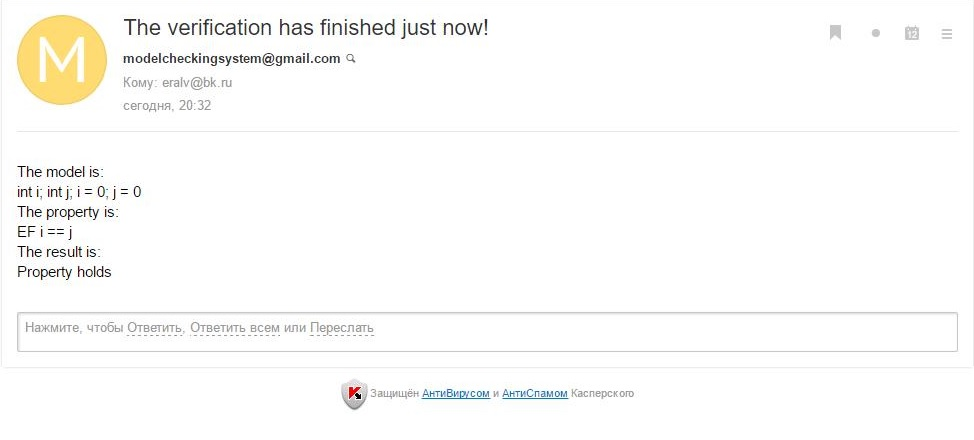 M
The verification has finished just now!
modelcheckingsystem@gmail.com
Кому: eralv@bk.ru
сегодня, 20:32
12
The model is:
int i; int j; i = 0; j = 0
The property is:
EF i == j
The result is:
Property holds
Нажмите, чтобы Ответить, Ответить всем или Переслать
Защищён АнтиВирусом и АнтиСпамом Касперского